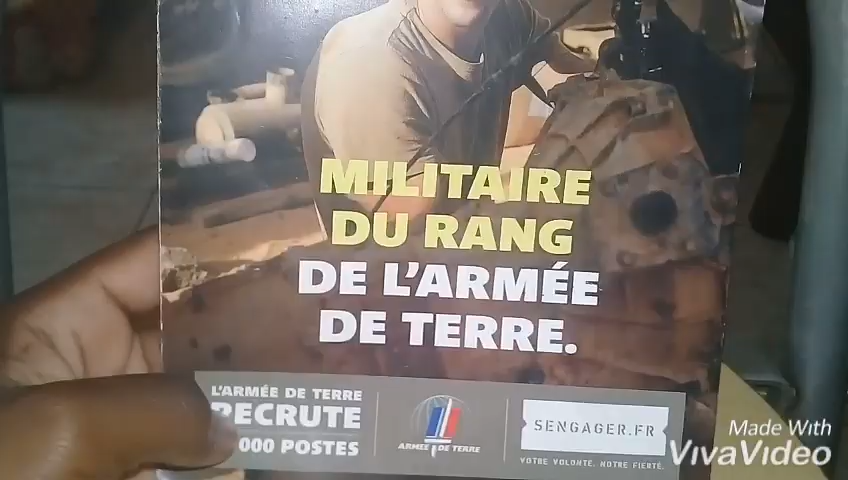 MILITAIRE
DU RANG
DE L'ARMÉE
DE TERRE.
L'ARMÉE DE TERRE
RECRUTE
000 POSTES
ARMÉE DE TERRE
SENGAGER.FR
VOTRE VOLONTÉ. NOTRE FIERTÉ.
Made With
VivaVideo